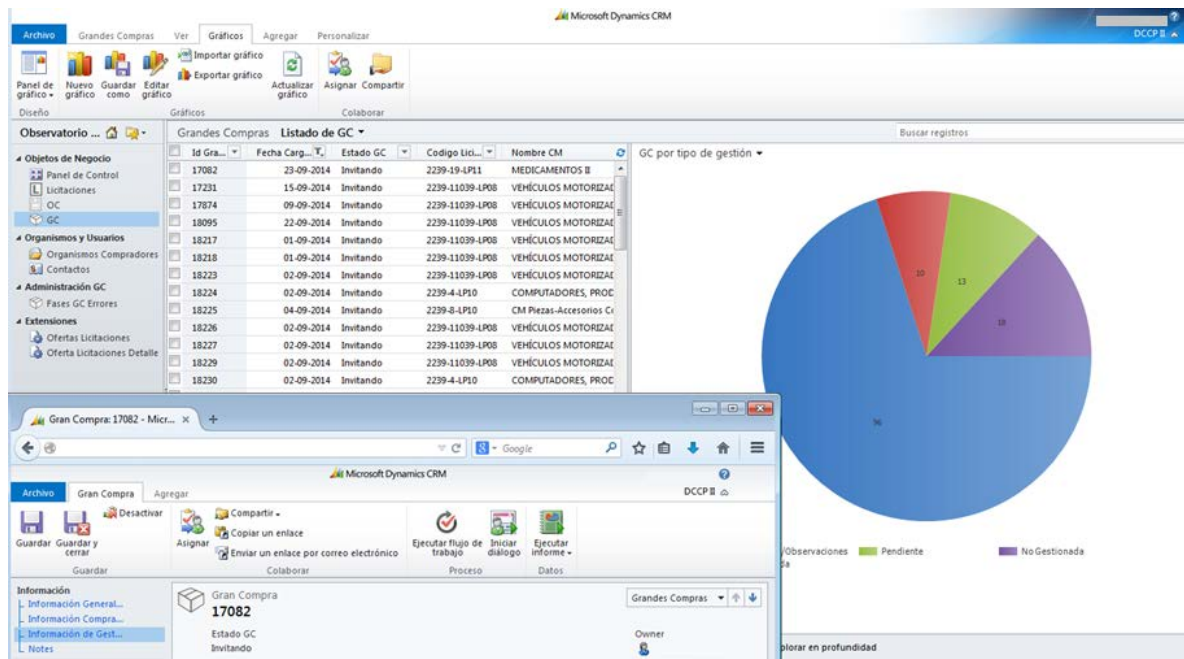 Microsoft Dynamics CRM
Archivo Grandes Compras Ver Gráficos Agregar Personalizar DCCP II
Panel de gráfico
Nuevo gráfico
Guardar como
Editar gráfico
Importar gráfico
Exportar gráfico
Actualizar gráfico
Asignar
Compartir
Diseño Gráficos Colaborar
Observatorio ...
Grandes Compras Listado de GC
Buscar registros
Objetos de Negocio
Panel de Control
Licitaciones
OC
GC
Organismos y Usuarios
Organismos Compradores
Contactos
Administración GC
Fases GC Errores
Extensiones
Ofertas Licitaciones
Oferta Licitaciones Detalle
Id Gra... Fecha Carg... Estado GC Codigo Lici... Nombre CM
17082 23-09-2014 Invitando 2239-19-LP11 MEDICAMENTOS II
17231 15-09-2014 Invitando 2239-11039-LP08 VEHÍCULOS MOTORIZAD
17874 09-09-2014 Invitando 2239-11039-LP08 VEHÍCULOS MOTORIZAD
18095 22-09-2014 Invitando 2239-11039-LP08 VEHÍCULOS MOTORIZAD
18217 01-09-2014 Invitando 2239-11039-LP08 VEHÍCULOS MOTORIZAD
18218 01-09-2014 Invitando 2239-11039-LP08 VEHÍCULOS MOTORIZAD
18223 02-09-2014 Invitando 2239-11039-LP08 VEHÍCULOS MOTORIZAD
18224 02-09-2014 Invitando 2239-4-LP10 COMPUTADORES, PROD
18225 04-09-2014 Invitando 2239-8-LP10 CM Piezas-Accesorios Co
18226 02-09-2014 Invitando 2239-11039-LP08 VEHÍCULOS MOTORIZAD
18227 02-09-2014 Invitando 2239-11039-LP08 VEHÍCULOS MOTORIZAD
18229 02-09-2014 Invitando 2239-11039-LP08 VEHÍCULOS MOTORIZAD
18230 02-09-2014 Invitando 2239-4-LP10 COMPUTADORES, PROD
GC por tipo de gestión
10
13
18
96
/Observaciones
da
Pendiente
No Gestionada
plorar en profundidad
Gran Compra: 17082 - Micr...
Google
Microsoft Dynamics CRM
Archivo Gran Compra Agregar DCCP II
Guardar
Guardar y cerrar
Desactivar
Asignar
Compartir
Copiar un enlace
Enviar un enlace por correo electrónico
Ejecutar flujo de trabajo
Iniciar diálogo
Ejecutar informe
Guardar Colaborar Proceso Datos
Información
Información General...
Información Compra...
Información de Gest...
Notes
Gran Compra
17082
Grandes Compras
Estado GC Owner
Invitando